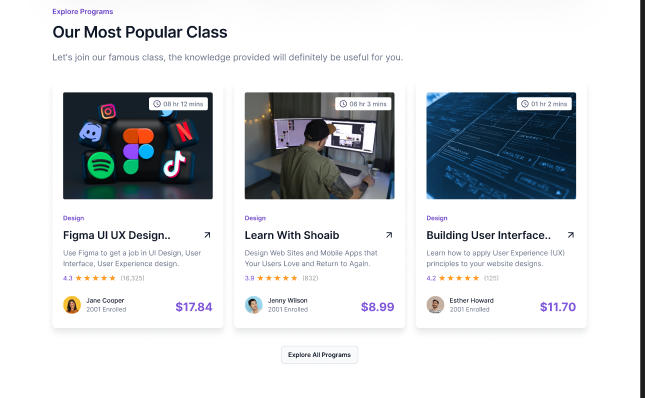 Explore Programs
Our Most Popular Class
Let's join our famous class, the knowledge provided will definitely be useful for you.
08 hr 12 mins
Design
Figma UI UX Design..
Use Figma to get a job in UI Design, User
Interface, User Experience design.
4.3 ★★★★★ (16,325)
Jane Cooper
2001 Enrolled
$17.84
06 hr 3 mins
Design
Learn With Shoaib
Design Web Sites and Mobile Apps that
Your Users Love and Return to Again.
3.9 ★★★★★ (832)
Jenny Wilson
2001 Enrolled
$8.99
01 hr 2 mins
Design
Building User Interface..
Learn how to apply User Experience (UX)
principles to your website designs.
4.2 ★★★★★ (125)
Esther Howard
2001 Enrolled
$11.70
Explore All Programs